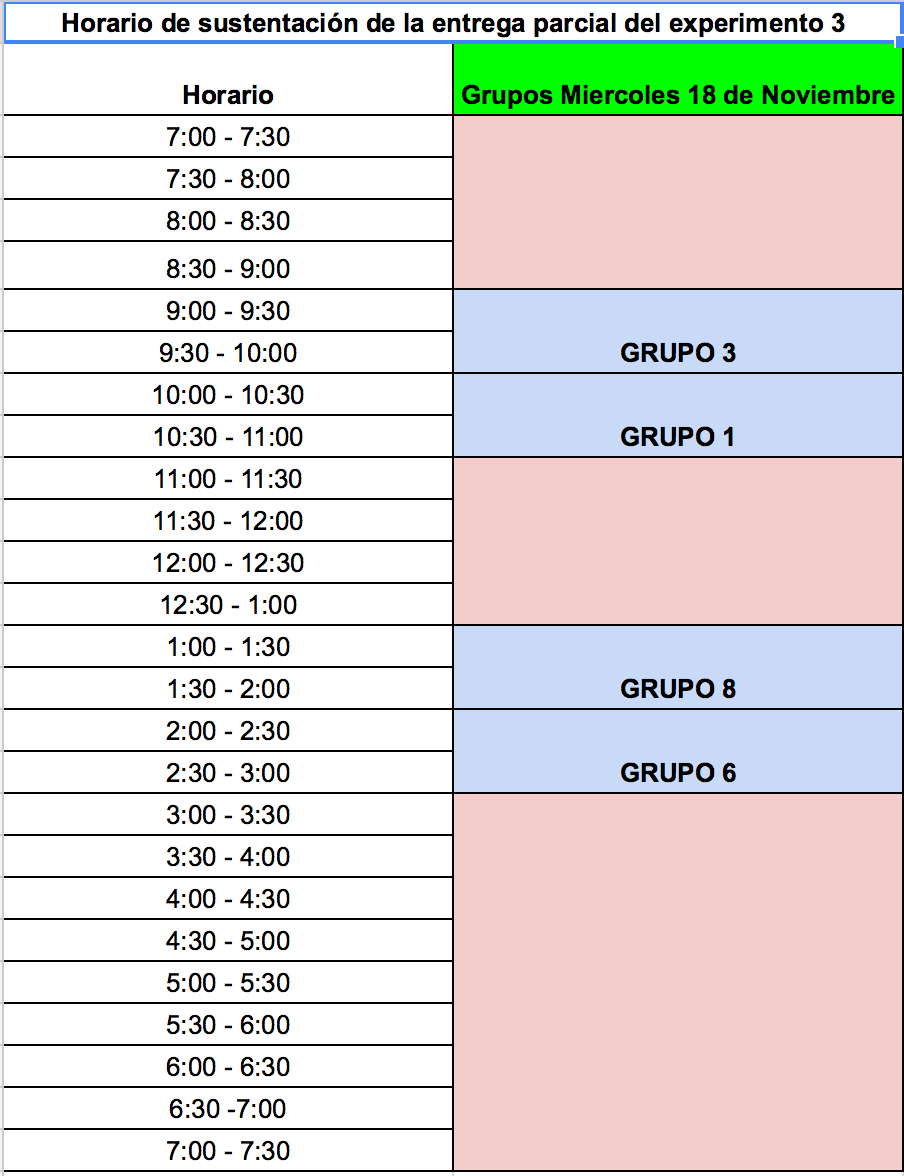 Horario de sustentación de la entrega parcial del experimento 3
Horario Grupos Miercoles 18 de Noviembre
7:00 - 7:30
7:30 - 8:00
8:00 - 8:30
8:30 - 9:00
9:00 - 9:30
9:30 - 10:00 GRUPO 3
10:00 - 10:30
10:30 - 11:00 GRUPO 1
11:00 - 11:30
11:30 - 12:00
12:00 - 12:30
12:30 - 1:00
1:00 - 1:30
1:30 - 2:00 GRUPO 8
2:00 - 2:30
2:30 - 3:00 GRUPO 6
3:00 - 3:30
3:30 - 4:00
4:00 - 4:30
4:30 - 5:00
5:00 - 5:30
5:30 - 6:00
6:00 - 6:30
6:30 -7:00
7:00 - 7:30